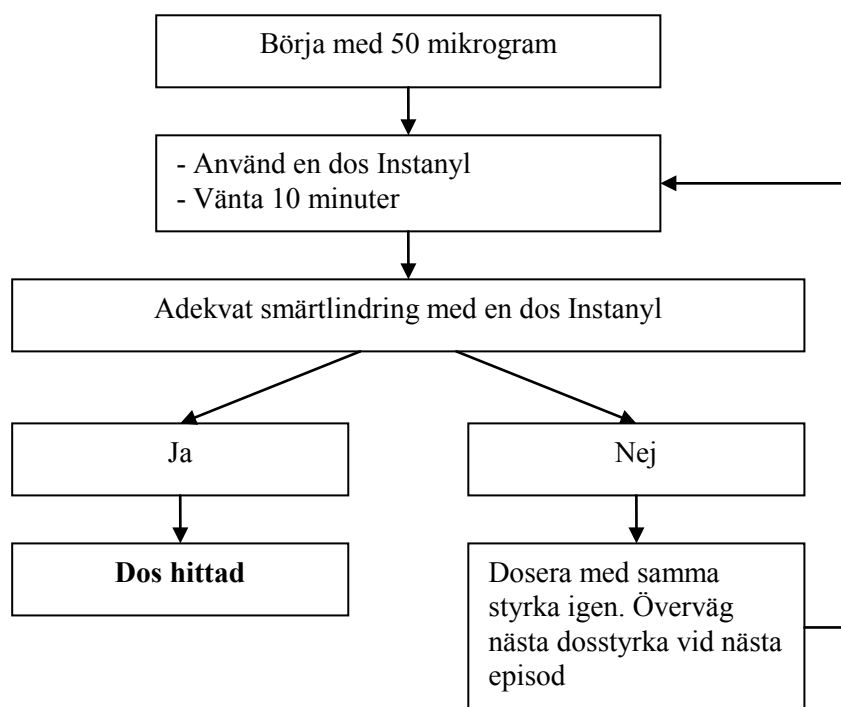 Börja med 50 mikrogram
- Använd en dos Instanyl
- Vänta 10 minuter
Adekvat smärtlindring med en dos Instanyl
Ja
Nej
Dos hittad
Dosera med samma
styrka igen. Överväg
nästa dosstyrka vid nästa
episod